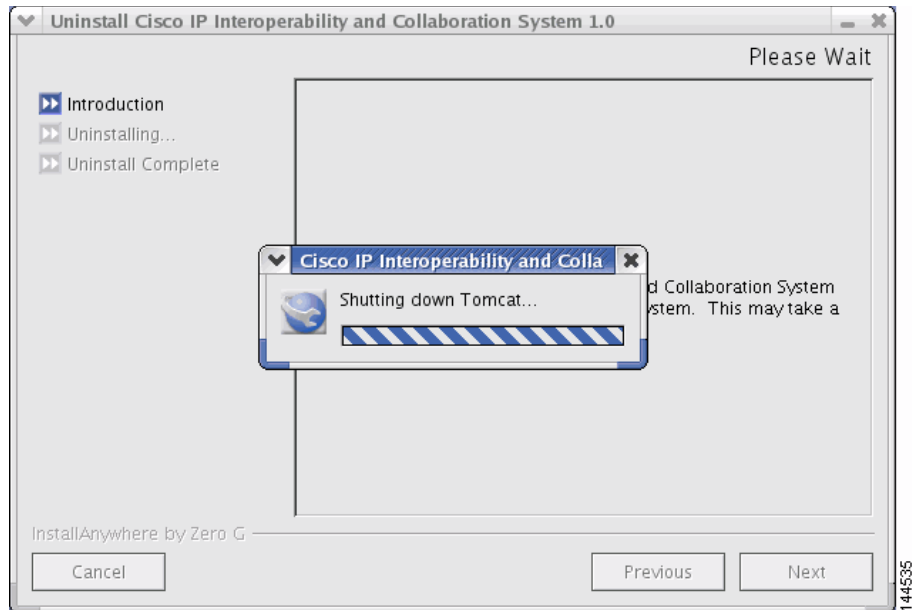 Uninstall Cisco IP Interoperability and Collaboration System 1.0
Please Wait
Introduction
Uninstalling...
Uninstall Complete
Cisco IP Interoperability and Colla
Shutting down Tomcat...
d Collaboration System
ystem. This may take a
InstallAnywhere by Zero G
Cancel
Previous
Next
144535